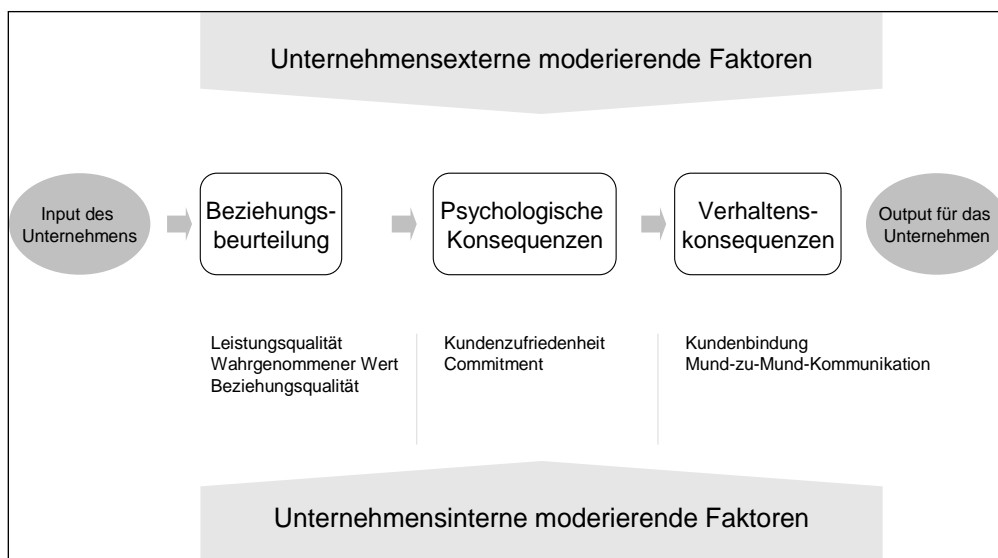 Unternehmensexterne moderierende Faktoren
Input des
Unternehmens
Beziehungs-
beurteilung
Psychologische
Konsequenzen
Verhaltens-
konsequenzen
Output für das
Unternehmen
Leistungsqualität
Wahrgenommener Wert
Beziehungsqualität
Kundenzufriedenheit
Commitment
Kundenbindung
Mund-zu-Mund-Kommunikation
Unternehmensinterne moderierende Faktoren